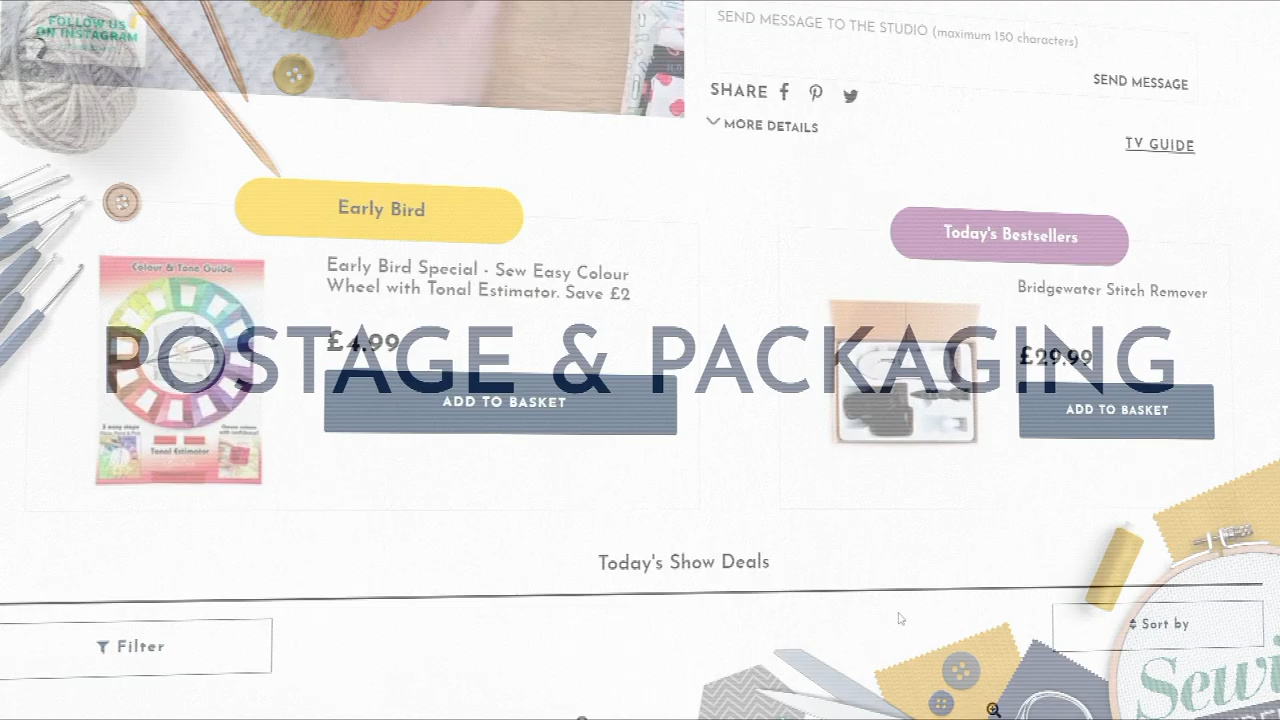 FOLLOW US
ON INSTAGRAM
SEND MESSAGE TO THE STUDIO (maximum 150 characters)
SEND MESSAGE
SHARE
MORE DETAILS
TV GUIDE
Early Bird
Today's Bestsellers
Colour & Tone Guide
Early Bird Special - Sew Easy Colour
Wheel with Tonal Estimator. Save £2
£4.99
Bridgewater Stitch Remover
£29.99
POSTAGE & PACKAGING
ADD TO BASKET
ADD TO BASKET
Tonal Estimator
Today's Show Deals
Filter
Sort by
Sewi